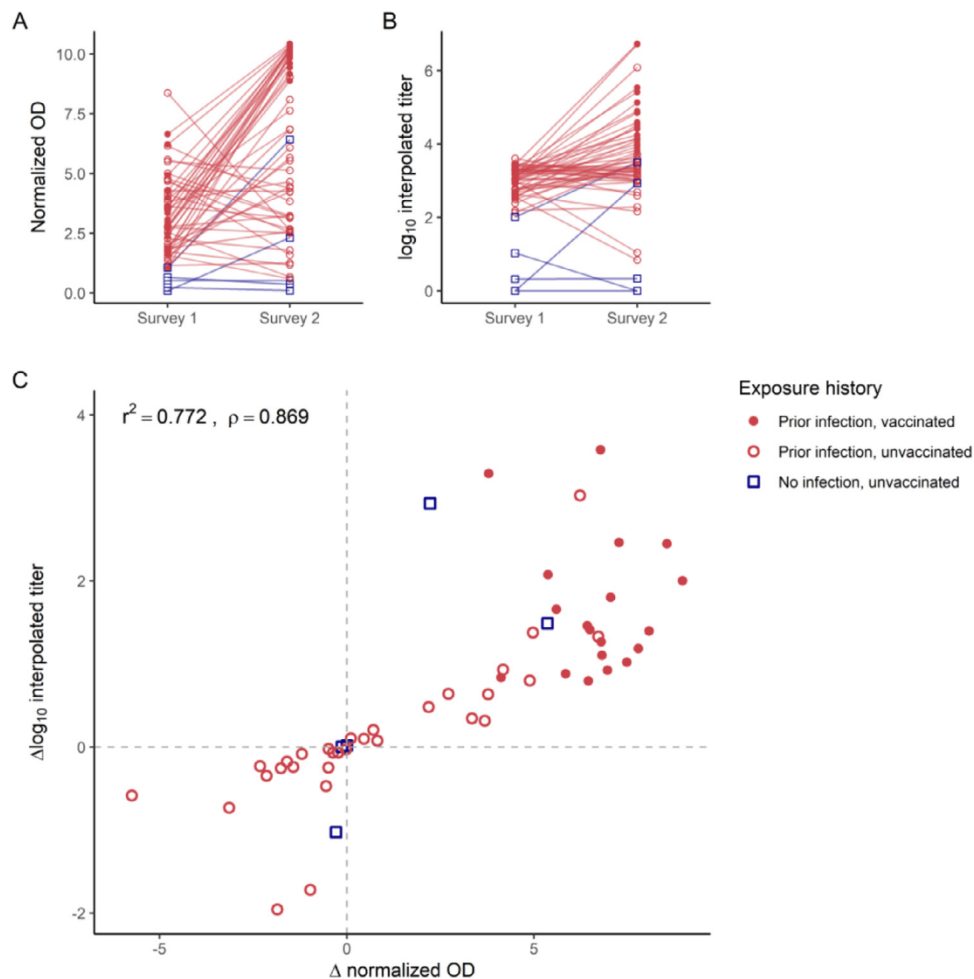 A
B
Normalized OD
10.0
7.5
5.0
2.5
0.0
Survey 1 Survey 2
log10 interpolated titer
6
4
2
0
Survey 1 Survey 2
C
r2 = 0.772 , ρ = 0.869
Δlog10 interpolated titer
4
2
0
-2
-5 0 5
Δ normalized OD
Exposure history
Prior infection, vaccinated
Prior infection, unvaccinated
No infection, unvaccinated